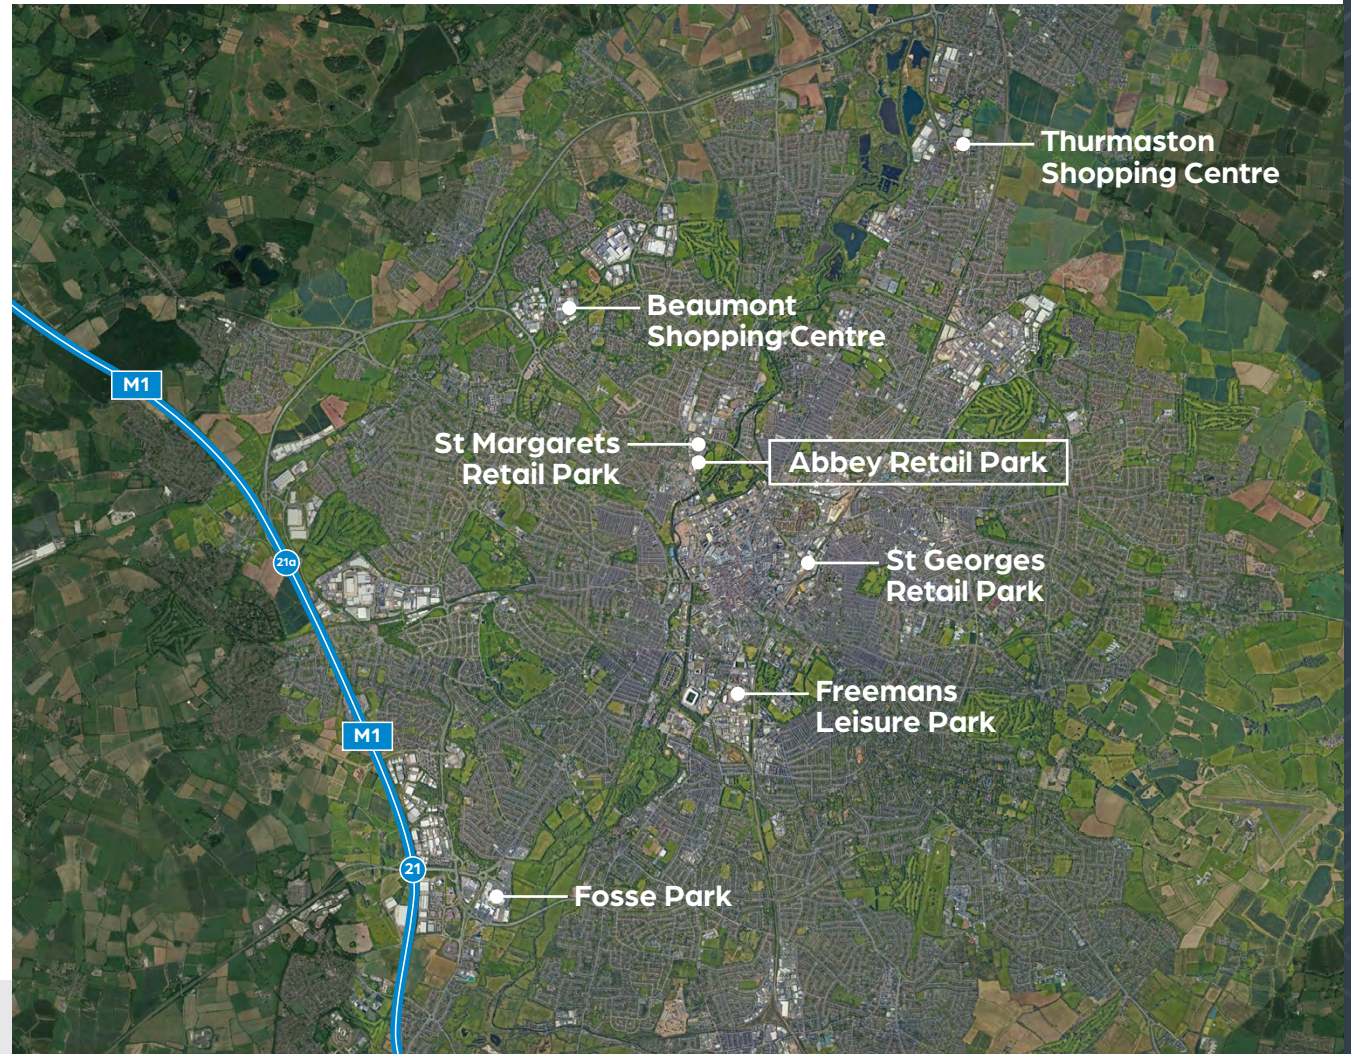 Thurmaston
Shopping Centre
Beaumont
Shopping Centre
M1
St Margarets
Retail Park
Abbey Retail Park
21a
St Georges
Retail Park
Freemans
Leisure Park
M1
21
Fosse Park